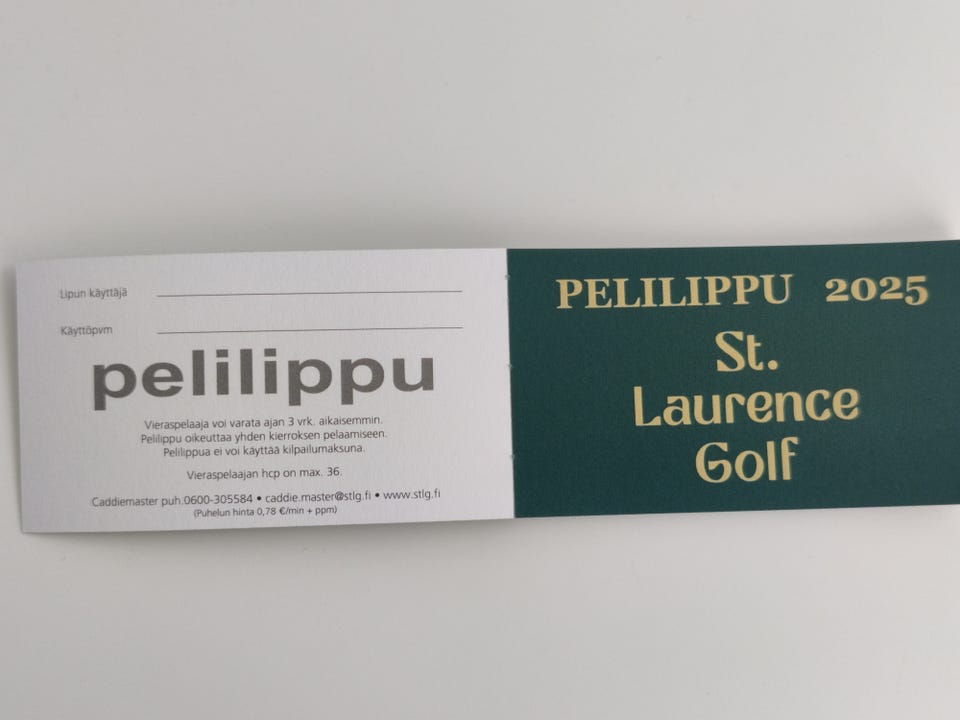 Lipun käyttäjä
Käyttöpvm
pelilippu
Vieraspelaaja voi varata ajan 3 vrk. aikaisemmin.
Pelilippu oikeuttaa yhden kierroksen pelaamiseen.
Pelilippua ei voi käyttää kilpailumaksuna.
Vieraspelaajan hcp on max. 36.
Caddiemaster puh.0600-305584 • caddie.master@stlg.fi • www.stlg.fi
(Puhelun hinta 0,78 €/min + ppm)
PELILIPPU 2025
St.
Laurence
Golf